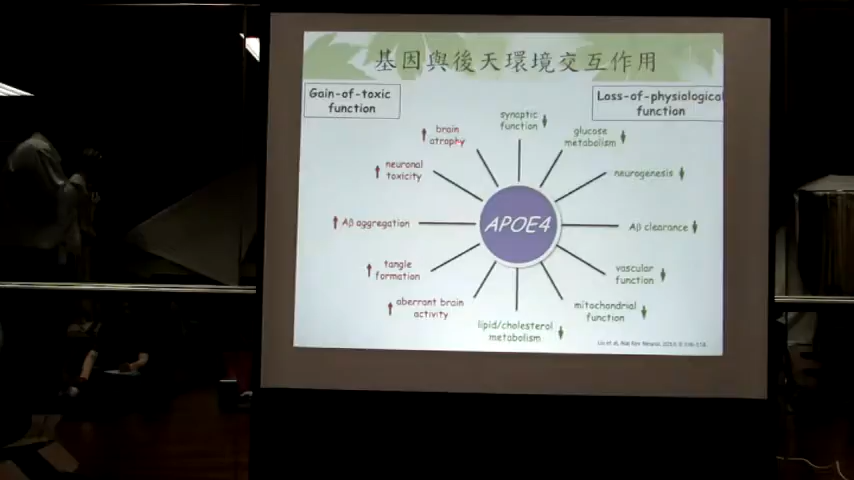 基因與後天環境交互作用
Gain-of-toxic
function
Loss-of-physiological
function
synaptic
function
brain
atrophy
glucose
metabolism
neuronal
toxicity
neurogenesis
Aβ aggregation
APOE4
Aβ clearance
tangle
formation
vascular
function
aberrant brain
activity
mitochondrial
function
lipid/cholesterol
metabolism